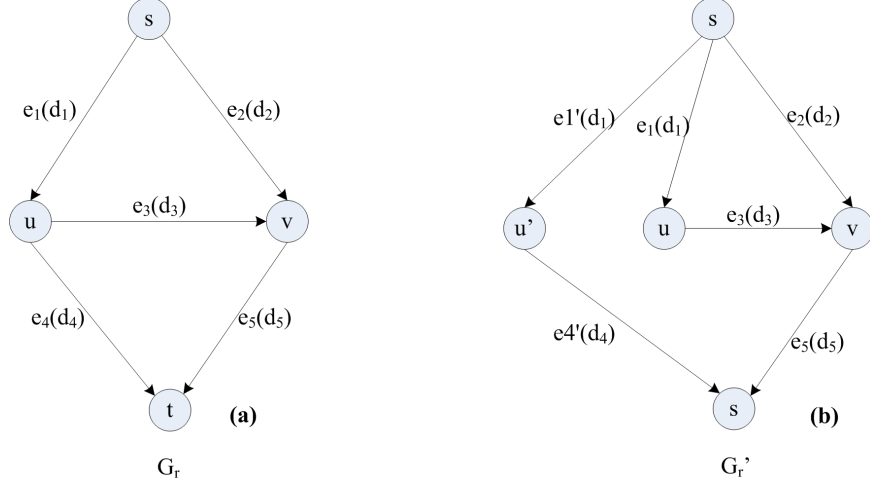 s
s
e₁(d₁)
e₂(d₂)
e1'(d₁)
e₁(d₁)
e₂(d₂)
u
e₃(d₃)
v
u’
u
e₃(d₃)
v
e₄(d₄)
e₅(d₅)
e4'(d₄)
e₅(d₅)
t
(a)
s
(b)
Gᵣ
Gᵣ’